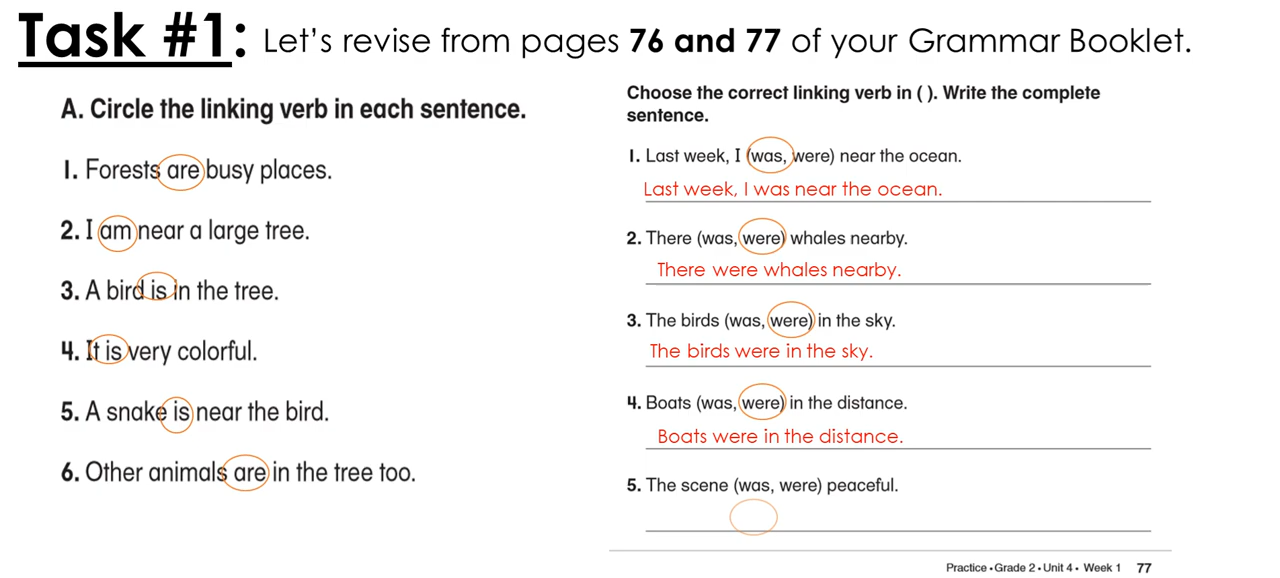 Task #1: Let's revise from pages 76 and 77 of your Grammar Booklet.
A. Circle the linking verb in each sentence.
1. Forests are busy places.
2. I am near a large tree.
3. A bird is in the tree.
4. It is very colorful.
5. A snake is near the bird.
6. Other animals are in the tree too.
Choose the correct linking verb in ( ). Write the complete
sentence.
1. Last week, I (was, were) near the ocean.
Last week, I was near the ocean.
2. There (was, were) whales nearby.
There were whales nearby.
3. The birds (was, were) in the sky.
The birds were in the sky.
4. Boats (was, were) in the distance.
Boats were in the distance.
5. The scene (was, were) peaceful.
Practice • Grade 2 • Unit 4 • Week 1 77